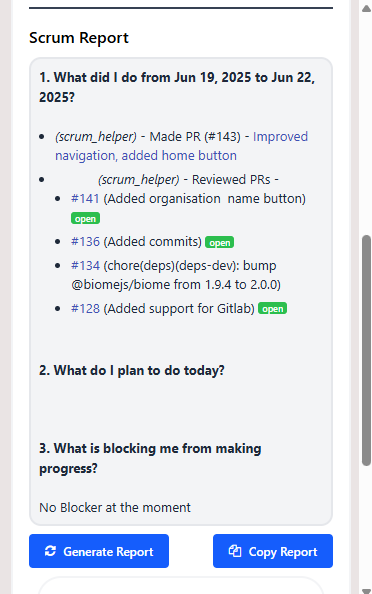 Scrum Report
1. What did I do from Jun 19, 2025 to Jun 22,
2025?
(scrum_helper) - Made PR (#143) - Improved
navigation, added home button
(scrum_helper) - Reviewed PRs -
#141 (Added organisation name button)
open
#136 (Added commits) open
#134 (chore(deps)(deps-dev): bump
@biomejs/biome from 1.9.4 to 2.0.0)
#128 (Added support for Gitlab) open
2. What do I plan to do today?
3. What is blocking me from making
progress?
No Blocker at the moment
Generate Report
Copy Report